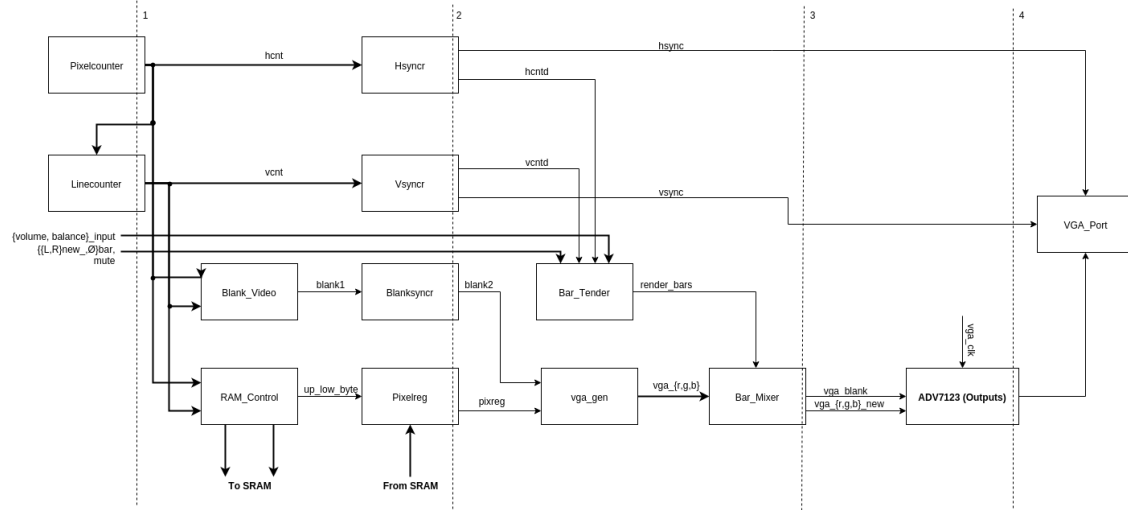 1
2
3
4
Pixelcounter
hcnt
Hsyncr
hsync
hcntd
Linecounter
vcnt
Vsyncr
vcntd
vsync
VGA_Port
{volume, balance}_input
{{L,R}new_,Ø}bar,
mute
Blank_Video
blank1
Blanksyncr
blank2
Bar_Tender
render_bars
vga_clk
RAM_Control
up_low_byte
Pixelreg
pixreg
vga_gen
vga_{r,g,b}
Bar_Mixer
vga_blank
vga_{r,g,b}_new
ADV7123 (Outputs)
To SRAM
From SRAM